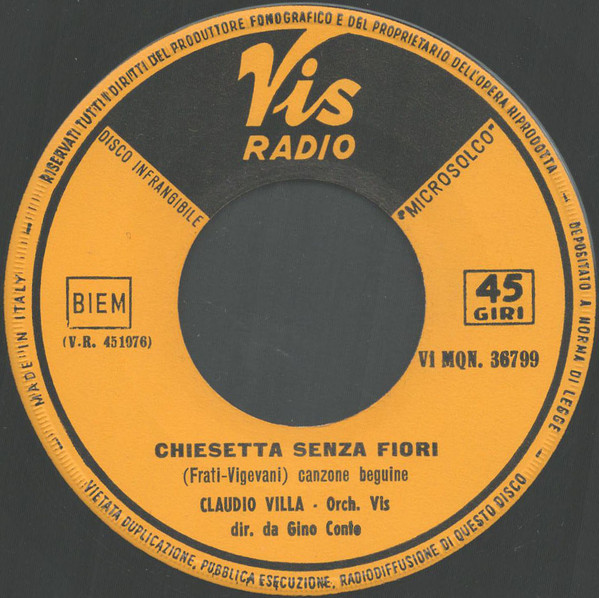 RISERVATI TUTTI I DIRITTI DEL PRODUTTORE FONOGRAFICO E DEL PROPRIETARIO DELL'OPERA RIPRODOTTA
DEPOSITATO A NORMA DI LEGGE
Vis
RADIO
DISCO INFRANGIBILE
"MICROSOLCO"
MADE IN ITALY
BIEM
(V.R. 451076)
45
GIRI
Vi MQN. 36799
CHIESETTA SENZA FIORI
(Frati-Vigevani) canzone beguine
CLAUDIO VILLA - Orch. Vis
dir. da Gino Conte
VIETATA DUPLICAZIONE, PUBBLICA ESECUZIONE, RADIODIFFUSIONE DI QUESTO DISCO